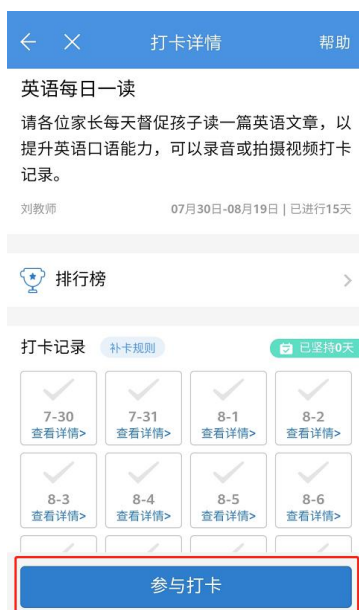 打卡详情
帮助
英语每日一读
请各位家长每天督促孩子读一篇英语文章，以
提升英语口语能力，可以录音或拍摄视频打卡
记录。
刘教师
07月30日-08月19日 | 已进行15天
排行榜
打卡记录
补卡规则
已坚持0天
7-30
7-31
8-1
8-2
查看详情>
查看详情>
查看详情>
查看详情>
8-3
8-4
8-5
8-6
查看详情>
查看详情>
查看详情>
查看详情>
参与打卡